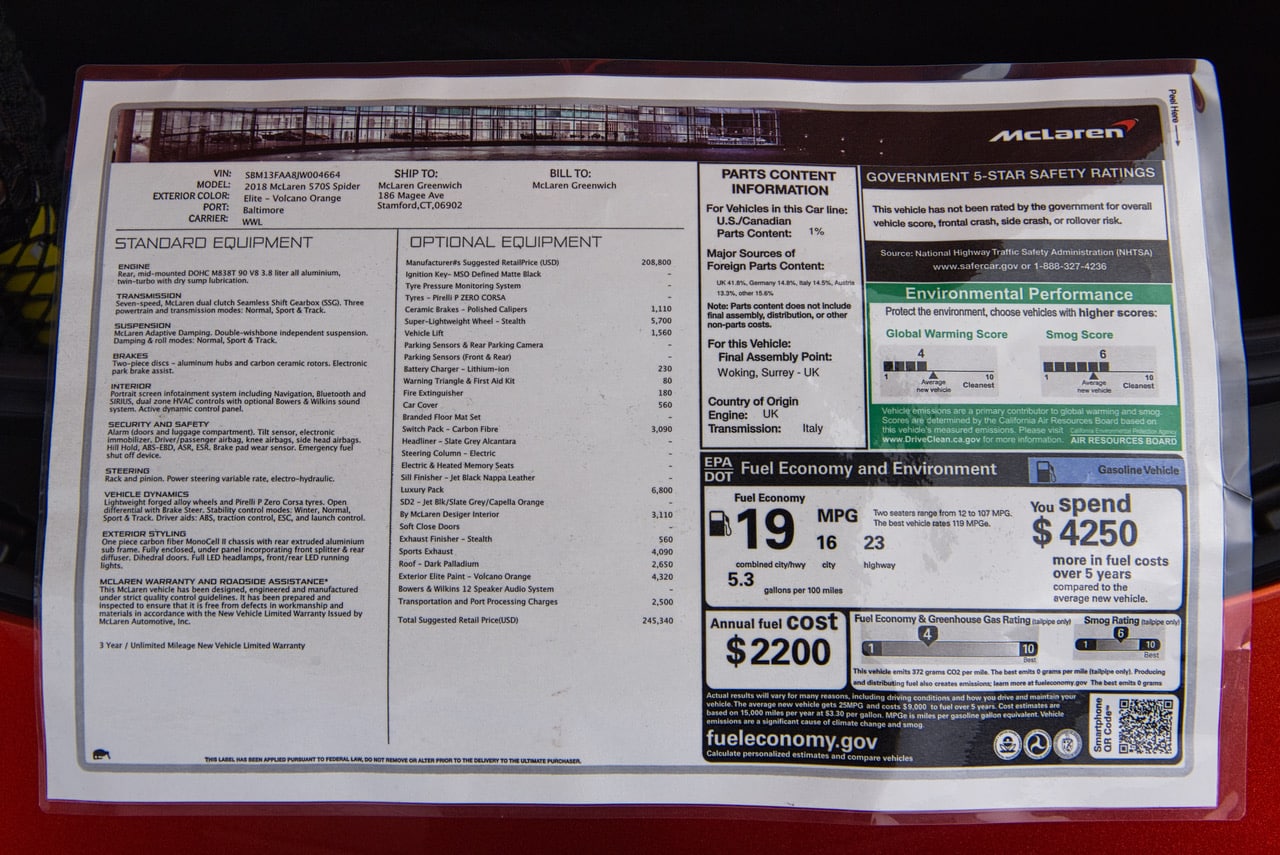 Peel Here
McLaren
VIN: SBM13FAA8JW004664
MODEL: 2018 McLaren 570S Spider
EXTERIOR COLOR: Elite - Volcano Orange
PORT: Baltimore
CARRIER: WWL
SHIP TO:
McLaren Greenwich
186 Magee Ave
Stamford,CT,06902
BILL TO:
McLaren Greenwich
STANDARD EQUIPMENT
ENGINE
Rear, mid-mounted DOHC M838T 90 V8 3.8 liter all aluminium,
twin-turbo with dry sump lubrication.
TRANSMISSION
Seven-speed, McLaren dual clutch Seamless Shift Gearbox (SSG). Three
powertrain and transmission modes: Normal, Sport & Track.
SUSPENSION
McLaren Adaptive Damping. Double-wishbone independent suspension.
Damping & roll modes: Normal, Sport & Track.
BRAKES
Two-piece discs - aluminum hubs and carbon ceramic rotors. Electronic
park brake assist.
INTERIOR
Portrait screen infotainment system including Navigation, Bluetooth and
SIRIUS, dual zone HVAC controls with optional Bowers & Wilkins sound
system. Active dynamic control panel.
SECURITY AND SAFETY
Alarm (doors and luggage compartment). Tilt sensor, electronic
immobilizer, Driver/passenger airbag, knee airbags, side head airbags.
Hill Hold, ABS-EBD, ASR, ESR. Brake pad wear sensor. Emergency fuel
shut off device.
STEERING
Rack and pinion. Power steering variable rate, electro-hydraulic.
VEHICLE DYNAMICS
Lightweight forged alloy wheels and Pirelli P Zero Corsa tyres. Open
differential with Brake Steer. Stability control modes: Winter, Normal,
Sport & Track. Driver aids: ABS, traction control, ESC, and launch control.
EXTERIOR STYLING
One piece carbon fiber MonoCell II chassis with rear extruded aluminium
sub frame. Fully enclosed, under panel incorporating front splitter & rear
diffuser. Dihedral doors. Full LED headlamps, front/rear LED running
lights.
MCLAREN WARRANTY AND ROADSIDE ASSISTANCE*
This McLaren vehicle has been designed, engineered and manufactured
under strict quality control guidelines. It has been prepared and
inspected to ensure that it is free from defects in workmanship and
materials in accordance with the New Vehicle Limited Warranty Issued by
McLaren Automotive, Inc.
3 Year / Unlimited Mileage New Vehicle Limited Warranty
OPTIONAL EQUIPMENT
Manufacturer#s Suggested RetailPrice (USD) 208,800
Ignition Key- MSO Defined Matte Black -
Tyre Pressure Monitoring System -
Tyres - Pirelli P ZERO CORSA -
Ceramic Brakes - Polished Calipers 1,110
Super-Lightweight Wheel - Stealth 5,700
Vehicle Lift 1,560
Parking Sensors & Rear Parking Camera -
Parking Sensors (Front & Rear) -
Battery Charger - Lithium-ion 230
Warning Triangle & First Aid Kit 80
Fire Extinguisher 180
Car Cover 560
Branded Floor Mat Set -
Switch Pack - Carbon Fibre 3,090
Headliner - Slate Grey Alcantara -
Steering Column - Electric -
Electric & Heated Memory Seats -
Sill Finisher - Jet Black Nappa Leather -
Luxury Pack 6,800
SD2 - Jet Blk/Slate Grey/Capella Orange -
By McLaren Desiger Interior 3,110
Soft Close Doors -
Exhaust Finisher - Stealth 560
Sports Exhaust 4,090
Roof - Dark Palladium 2,650
Exterior Elite Paint - Volcano Orange 4,320
Bowers & Wilkins 12 Speaker Audio System -
Transportation and Port Processing Charges 2,500
Total Suggested Retail Price(USD) 245,340
THIS LABEL HAS BEEN APPLIED PURSUANT TO FEDERAL LAW, DO NOT REMOVE OR ALTER PRIOR TO THE DELIVERY TO THE ULTIMATE PURCHASER.
PARTS CONTENT
INFORMATION
For Vehicles in this Car line:
U.S./Canadian
Parts Content: 1%
Major Sources of
Foreign Parts Content:
UK 41.8%, Germany 14.8%, Italy 14.5%, Austria
13.3%, other 15.6%
Note: Parts content does not include
final assembly, distribution, or other
non-parts costs.
For this Vehicle:
Final Assembly Point:
Woking, Surrey - UK
Country of Origin
Engine: UK
Transmission: Italy
GOVERNMENT 5-STAR SAFETY RATINGS
This vehicle has not been rated by the government for overall
vehicle score, frontal crash, side crash, or rollover risk.
Source: National Highway Traffic Safety Administration (NHTSA)
www.safercar.gov or 1-888-327-4236
Environmental Performance
Protect the environment, choose vehicles with higher scores:
Global Warming Score
4
1 10
Average
new vehicle
Cleanest
Smog Score
6
1 10
Average
new vehicle
Cleanest
Vehicle emissions are a primary contributor to global warming and smog.
Scores are determined by the California Air Resources Board based on
this vehicle's measured emissions. Please visit
www.DriveClean.ca.gov for more information.
California Environmental Protection Agency
AIR RESOURCES BOARD
EPA
DOT
Fuel Economy and Environment
Gasoline Vehicle
Fuel Economy
19 MPG
16 23
combined city/hwy city highway
5.3
gallons per 100 miles
Two seaters range from 12 to 107 MPG.
The best vehicle rates 119 MPGe.
You spend
$ 4250
more in fuel costs
over 5 years
compared to the
average new vehicle.
Annual fuel cost
$2200
Fuel Economy & Greenhouse Gas Rating (tailpipe only)
4
1 10
Best
Smog Rating (tailpipe only)
6
1 10
Best
This vehicle emits 372 grams CO2 per mile. The best emits 0 grams per mile (tailpipe only). Producing
and distributing fuel also creates emissions; learn more at fueleconomy.gov The best emits 0 grams
Actual results will vary for many reasons, including driving conditions and how you drive and maintain your
vehicle. The average new vehicle gets 25MPG and costs $9,000 to fuel over 5 years. Cost estimates are
based on 15,000 miles per year at $3.30 per gallon. MPGe is miles per gasoline gallon equivalent. Vehicle
emissions are a significant cause of climate change and smog.
fueleconomy.gov
Calculate personalized estimates and compare vehicles
Smartphone
QR Code™